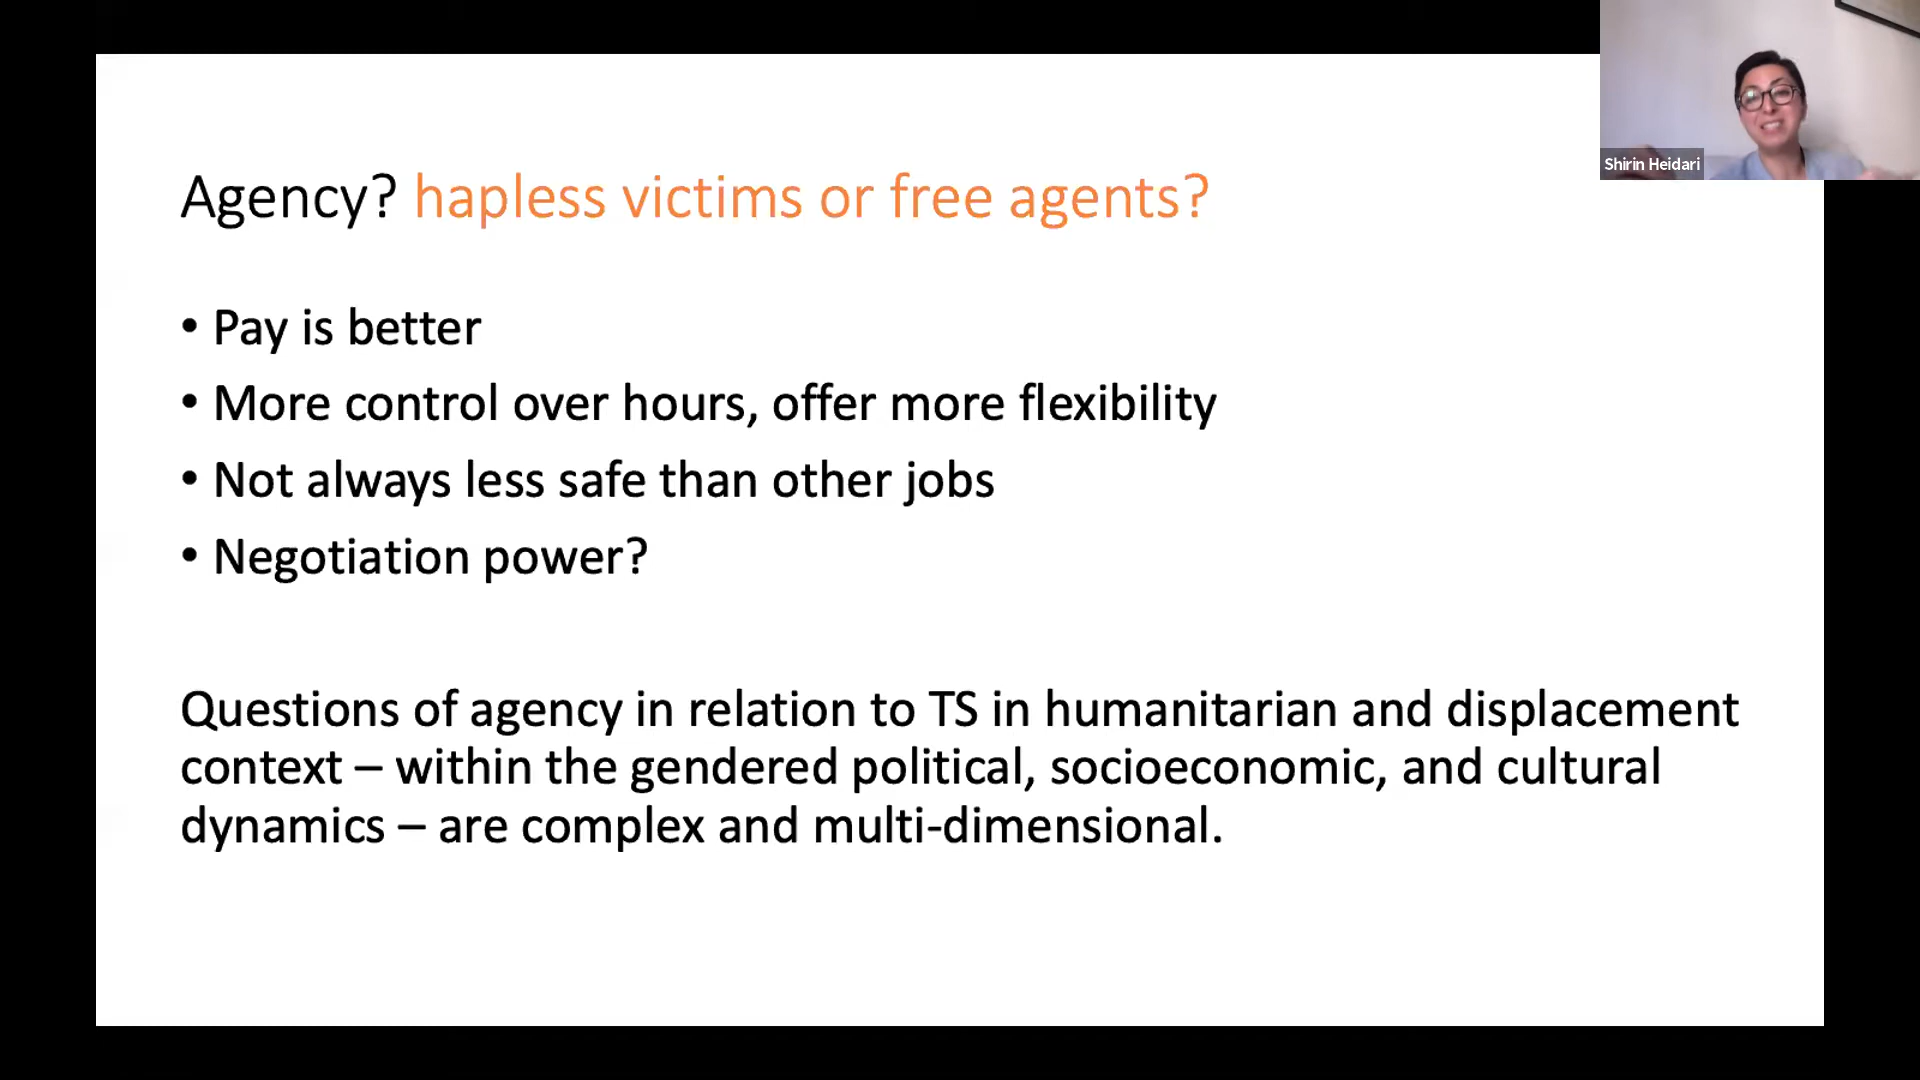 Shirin Heidari
Agency? hapless victims or free agents?
• Pay is better
• More control over hours, offer more flexibility
• Not always less safe than other jobs
• Negotiation power?
Questions of agency in relation to TS in humanitarian and displacement
context – within the gendered political, socioeconomic, and cultural
dynamics – are complex and multi-dimensional.